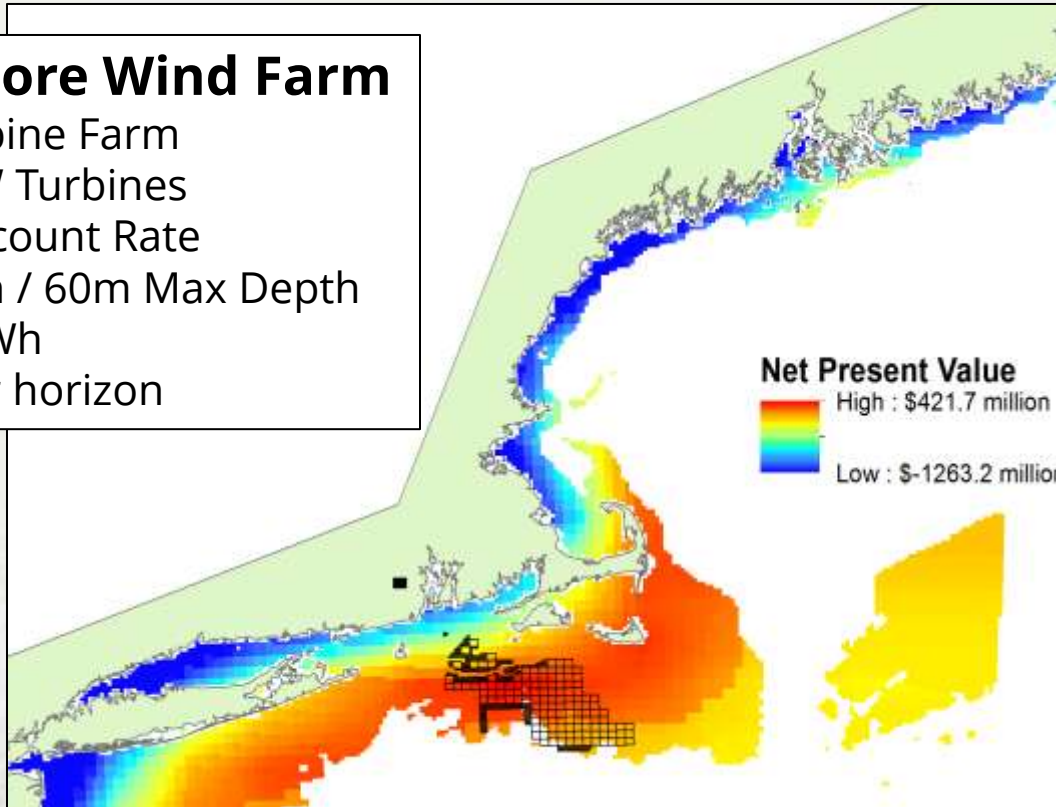 ore Wind Farm
bine Farm
Turbines
count Rate
/ 60m Max Depth
Wh
horizon
Net Present Value
High : $421.7 million
Low : $-1263.2 million